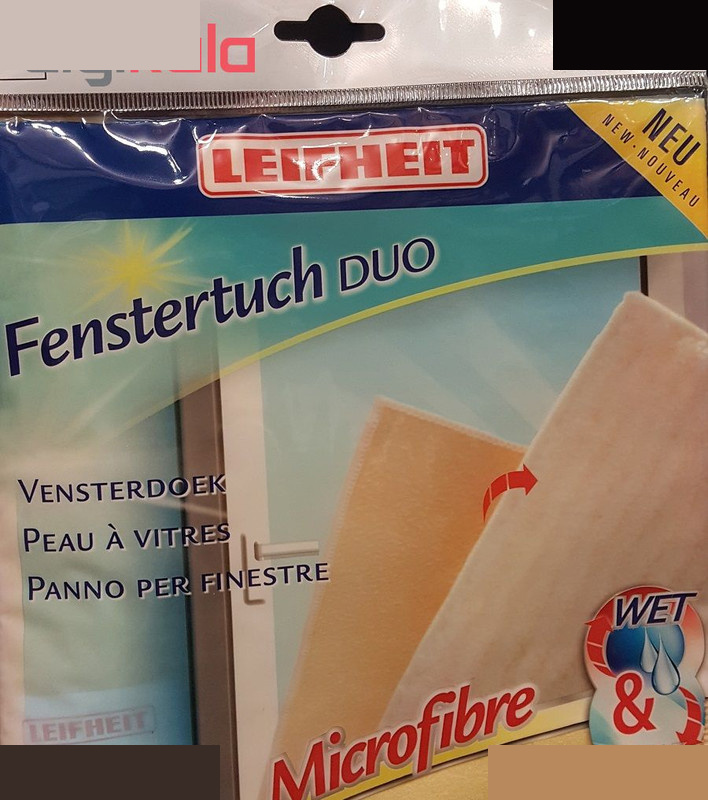 LEIFHEIT
NEU
NEW·NOUVEAU
Fenstertuch DUO
VENSTERDOEK
PEAU À VITRES
PANNO PER FINESTRE
WET
&
LEIFHEIT
Microfibre